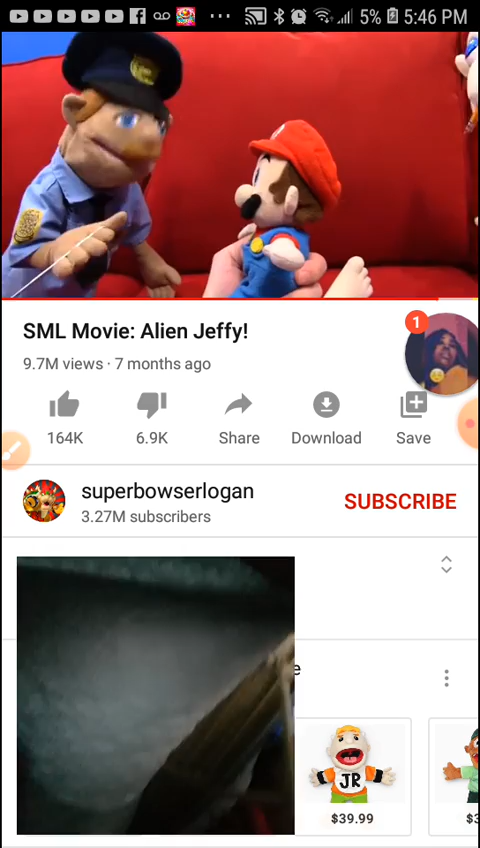 5% 5:46 PM
SML Movie: Alien Jeffy!
1
9.7M views · 7 months ago
164K 6.9K Share Download Save
superbowserlogan
3.27M subscribers
SUBSCRIBE
e
JR
$39.99
$3